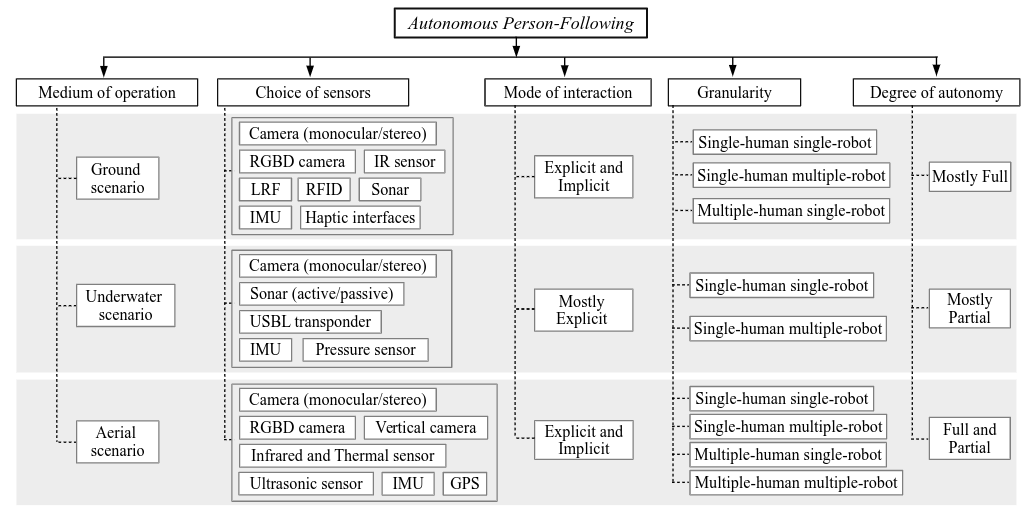 Autonomous Person-Following
Medium of operation
Choice of sensors
Mode of interaction
Granularity
Degree of autonomy
Ground
scenario
Camera (monocular/stereo)
RGBD camera
IR sensor
LRF
RFID
Sonar
IMU
Haptic interfaces
Explicit and
Implicit
Single-human single-robot
Single-human multiple-robot
Multiple-human single-robot
Mostly Full
Underwater
scenario
Camera (monocular/stereo)
Sonar (active/passive)
USBL transponder
IMU
Pressure sensor
Mostly
Explicit
Single-human single-robot
Single-human multiple-robot
Mostly
Partial
Aerial
scenario
Camera (monocular/stereo)
RGBD camera
Vertical camera
Infrared and Thermal sensor
Ultrasonic sensor
IMU
GPS
Explicit and
Implicit
Single-human single-robot
Single-human multiple-robot
Multiple-human single-robot
Multiple-human multiple-robot
Full and
Partial